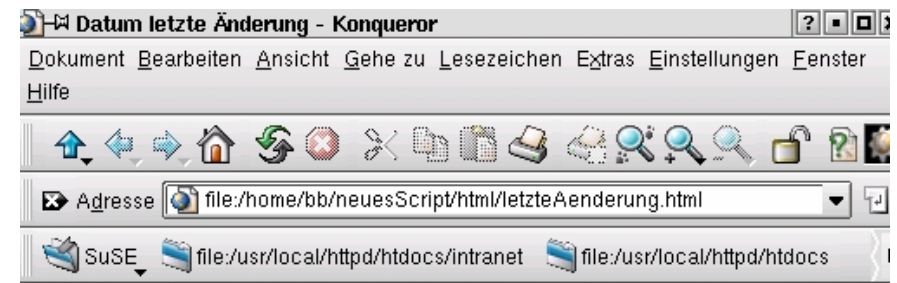 Datum letzte Änderung - Konqueror
Dokument Bearbeiten Ansicht Gehe zu Lesezeichen Extras Einstellungen Fenster
Hilfe
Adresse file:/home/bb/neuesScript/html/letzteAenderung.html
SuSE file:/usr/local/httpd/htdocs/intranet file:/usr/local/httpd/htdocs